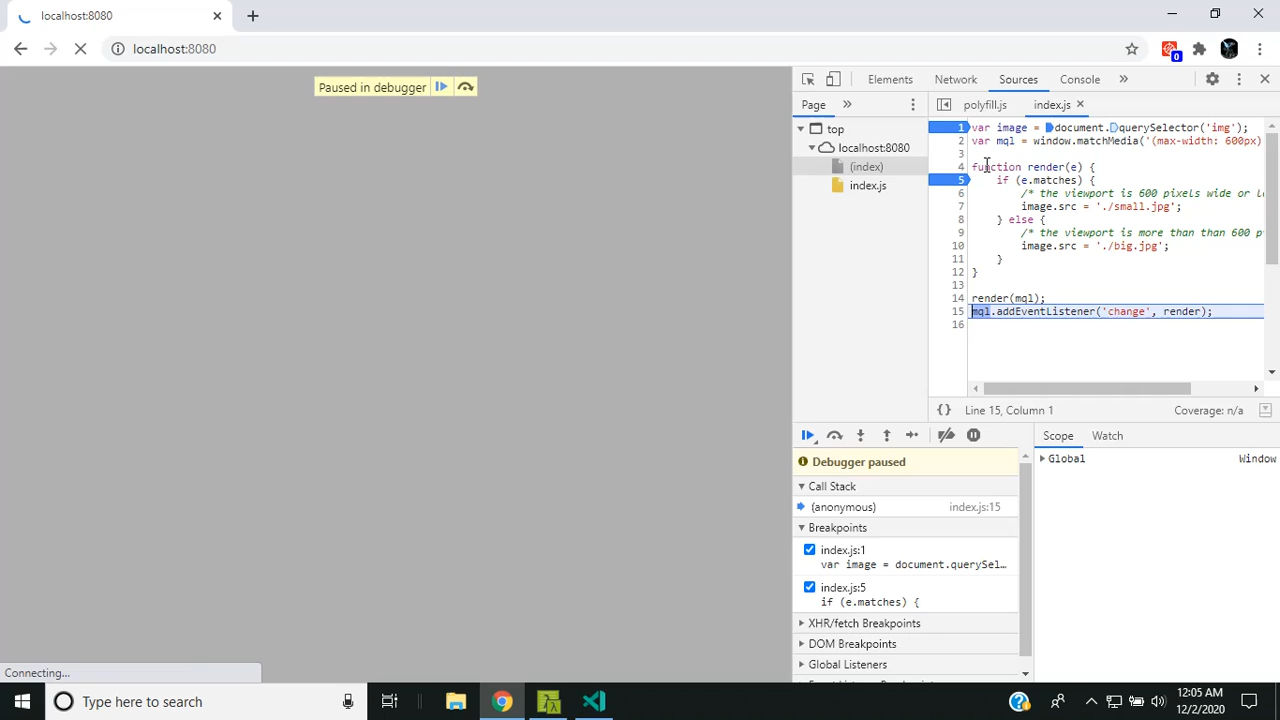 localhost:8080
localhost:8080
0
Paused in debugger
Elements
Network
Sources
Console
Page
polyfill.js
index.js
top
localhost:8080
(index)
index.js
1 var image = document.querySelector('img');
2 var mql = window.matchMedia('(max-width: 600px)
3
4 function render(e) {
5 if (e.matches) {
6 /* the viewport is 600 pixels wide or le
7 image.src = './small.jpg';
8 } else {
9 /* the viewport is more than than 600 p
10 image.src = './big.jpg';
11 }
12 }
13
14 render(mql);
15 mql.addEventListener('change', render);
16
{} Line 15, Column 1
Coverage: n/a
Debugger paused
Call Stack
(anonymous) index.js:15
Breakpoints
index.js:1
var image = document.querySel…
index.js:5
if (e.matches) {
XHR/fetch Breakpoints
DOM Breakpoints
Global Listeners
Scope
Watch
Global Window
Connecting...
Type here to search
12:05 AM
12/2/2020